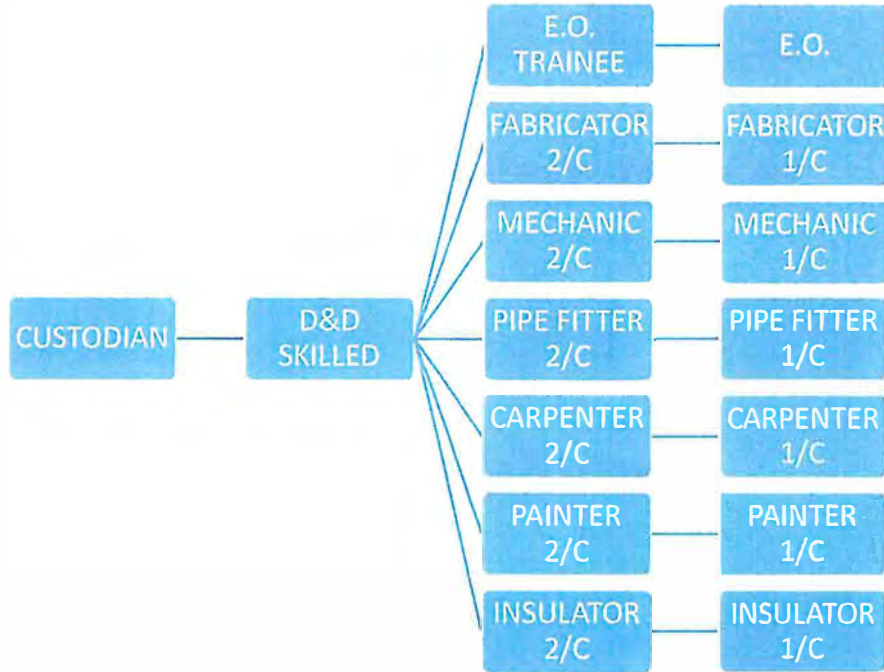 E.O.
TRAINEE
E.O.
FABRICATOR
2/C
FABRICATOR
1/C
MECHANIC
2/C
MECHANIC
1/C
CUSTODIAN
D&D
SKILLED
PIPE FITTER
2/C
PIPE FITTER
1/C
CARPENTER
2/C
CARPENTER
1/C
PAINTER
2/C
PAINTER
1/C
INSULATOR
2/C
INSULATOR
1/C